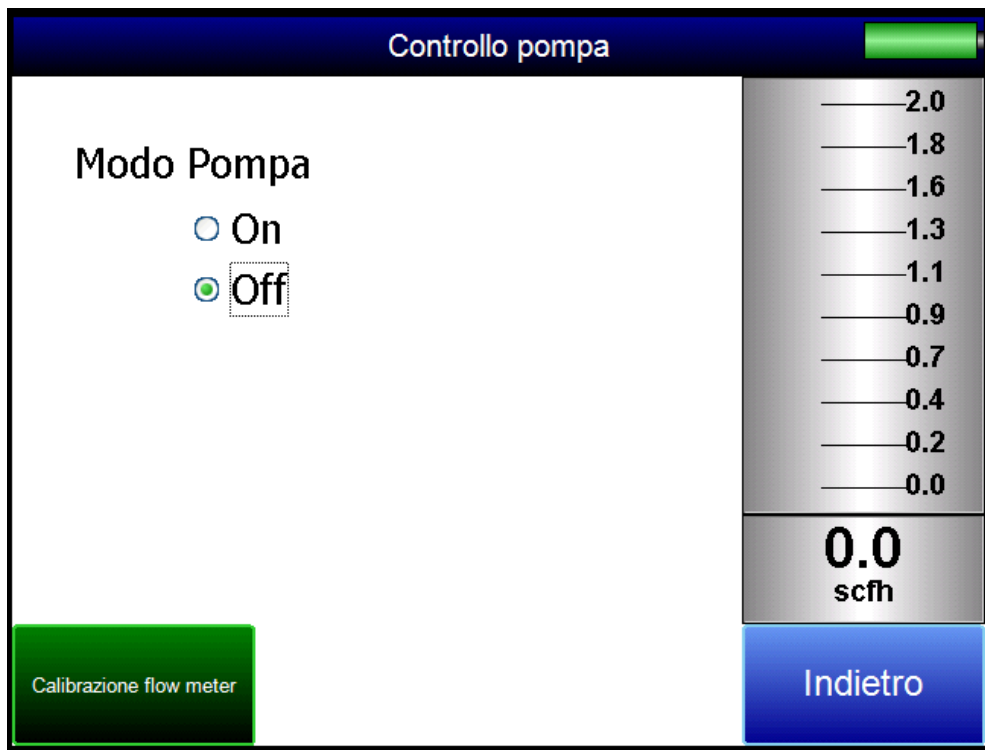 Controllo pompa
Modo Pompa
On
Off
2.0
1.8
1.6
1.3
1.1
0.9
0.7
0.4
0.2
0.0
0.0
scfh
Calibrazione flow meter
Indietro